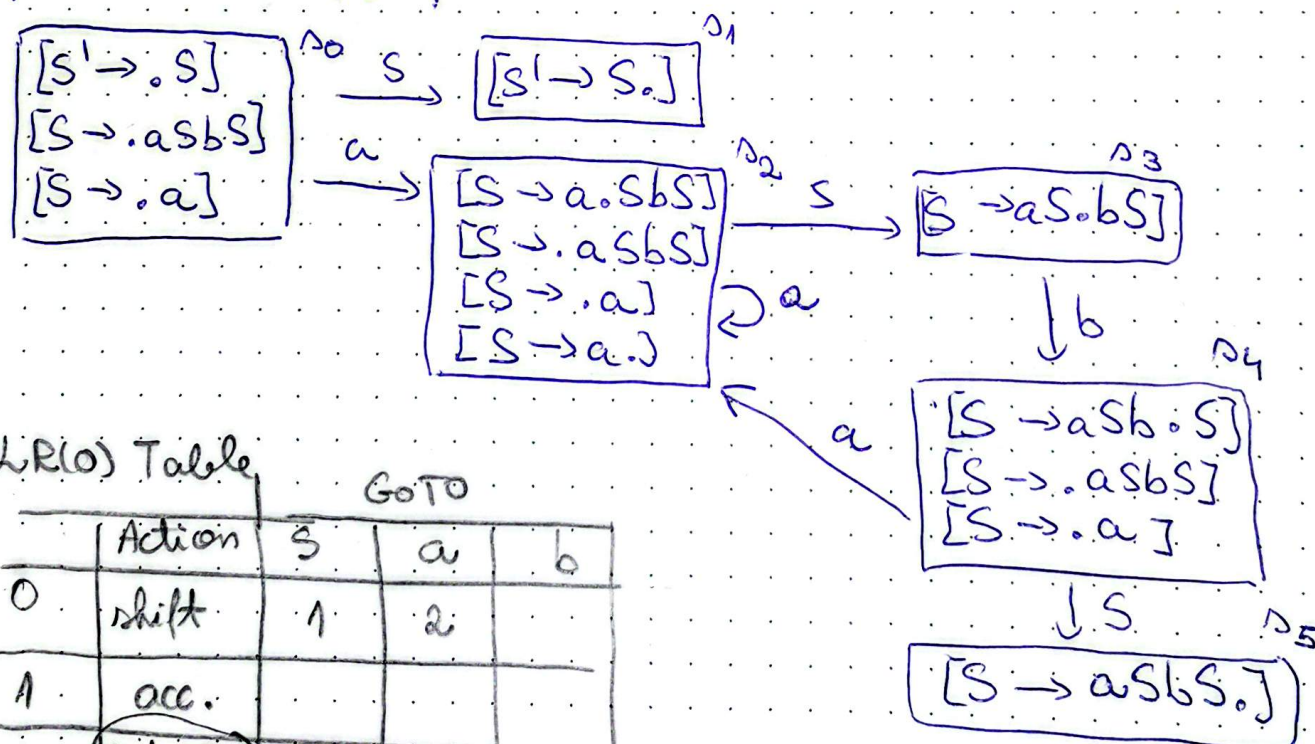 [S' → . S]
[S → . aSbS]
[S → . a]
s0
S
a
[S' → S.]
s1
[S → a.SbS]
[S → . aSbS]
[S → . a]
[S → a.]
s2
a
S
[S → aS.bS]
s3
b
[S → aSb.S]
[S → . aSbS]
[S → . a]
s4
a
S
[S → aSbS.]
s5
LR(0) Table
GOTO
Action S a b
0 shift 1 2
1 acc.